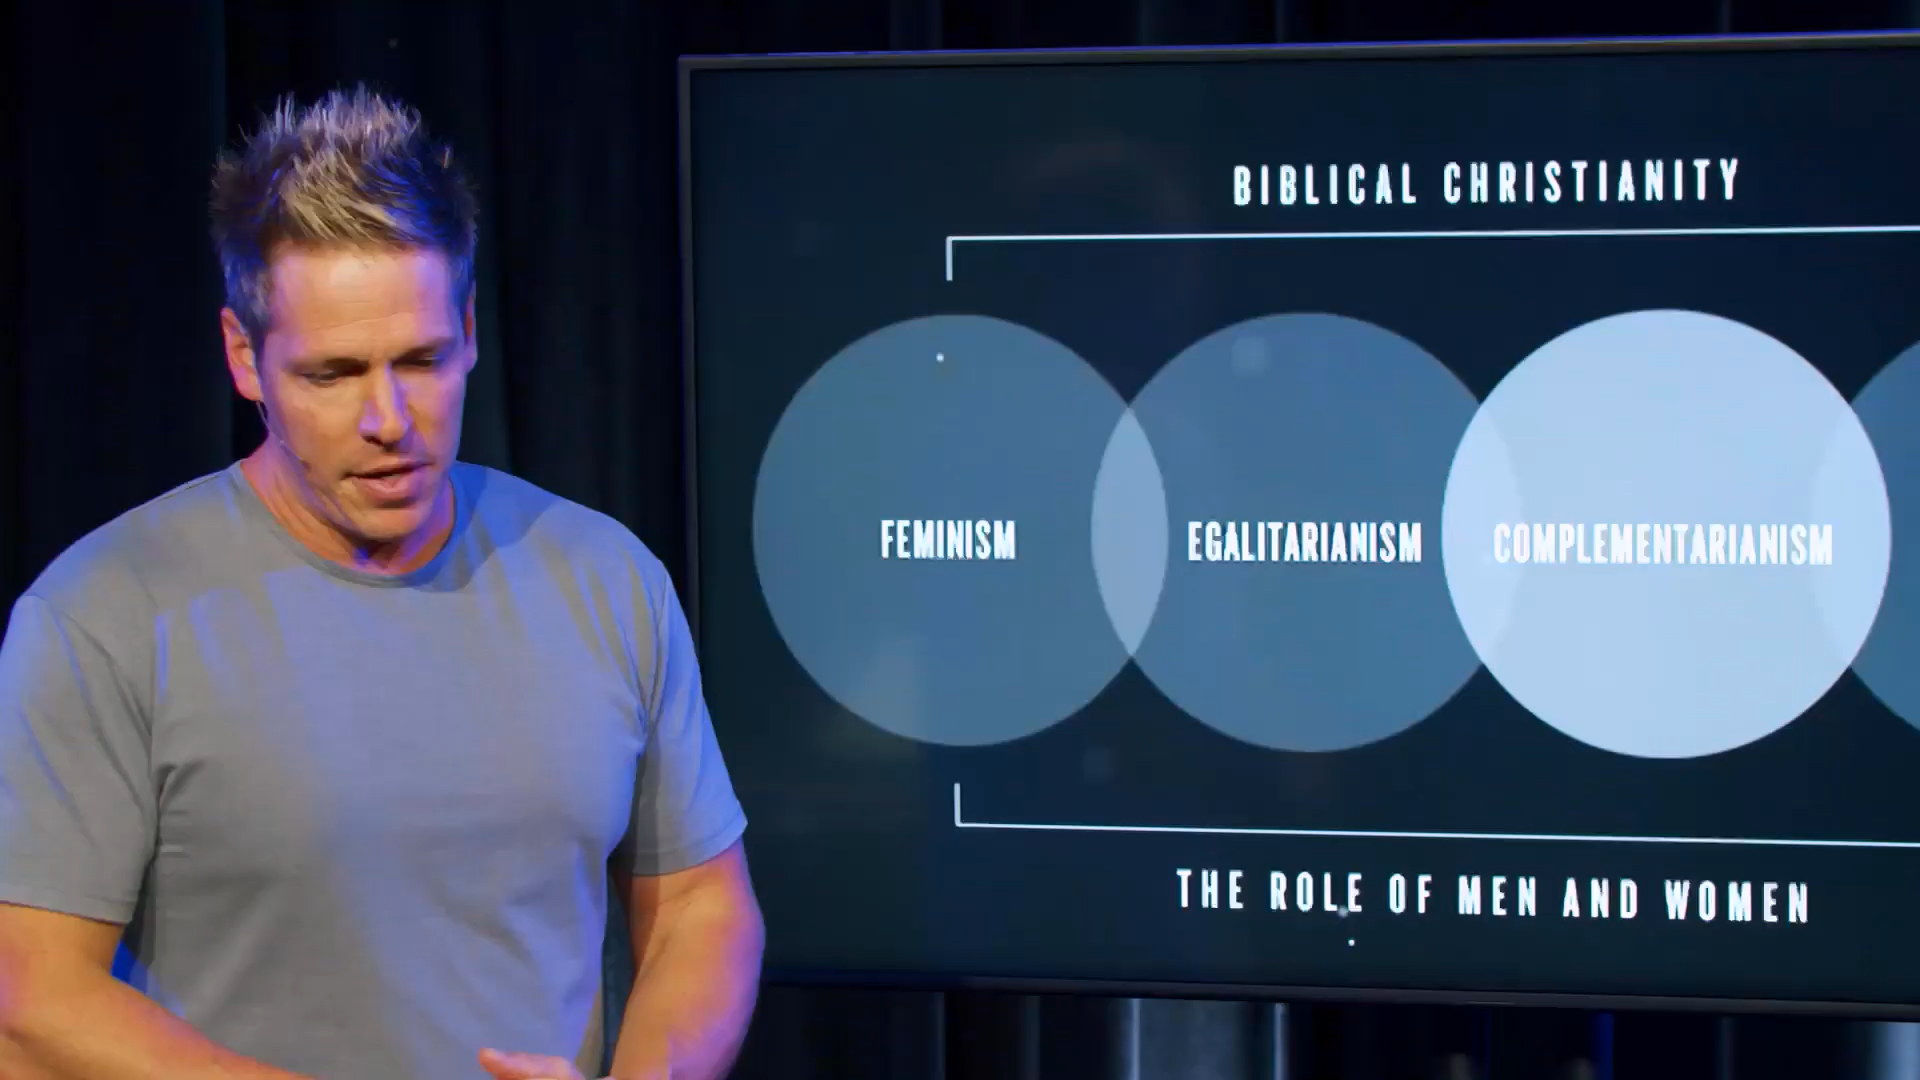 BIBLICAL CHRISTIANITY
FEMINISM
EGALITARIANISM
COMPLEMENTARIANISM
THE ROLE OF MEN AND WOMEN